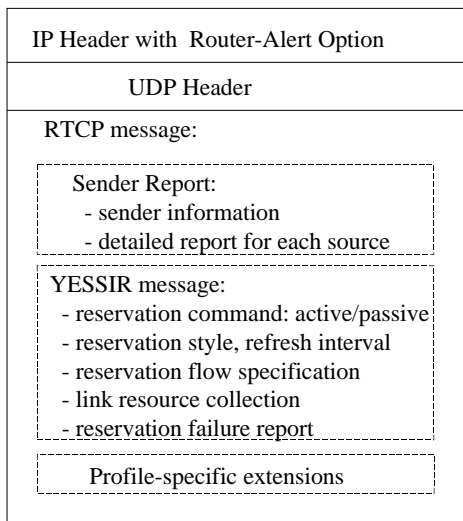 IP Header with Router-Alert Option
UDP Header
RTCP message:
Sender Report:
- sender information
- detailed report for each source
YESSIR message:
- reservation command: active/passive
- reservation style, refresh interval
- reservation flow specification
- link resource collection
- reservation failure report
Profile-specific extensions